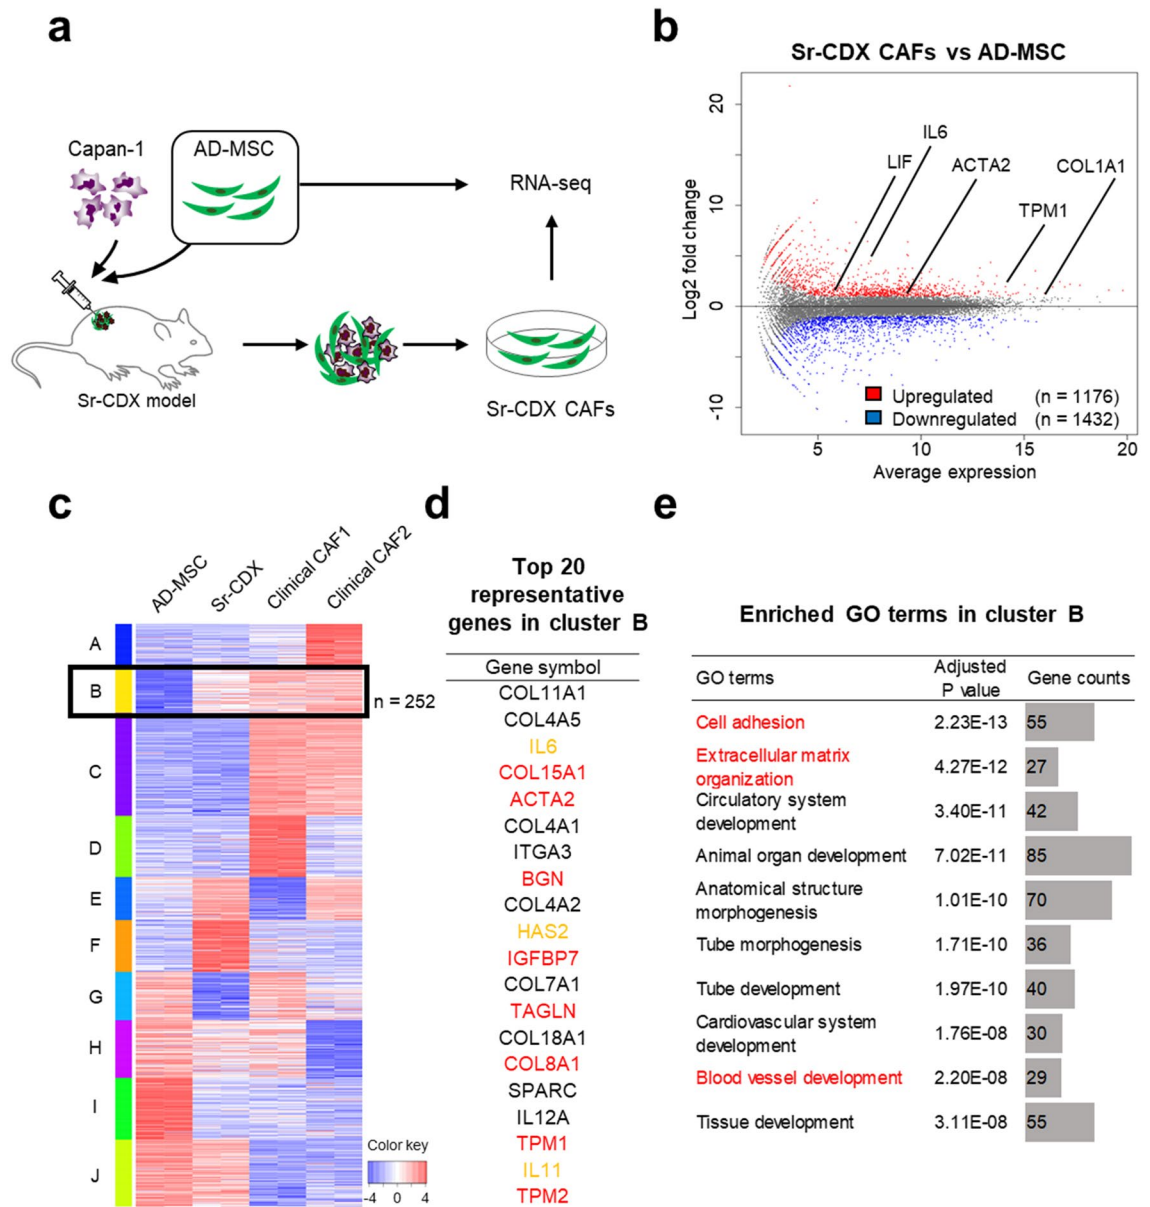 a
Capan-1
AD-MSC
RNA-seq
Sr-CDX model
Sr-CDX CAFs
b
Sr-CDX CAFs vs AD-MSC
Log2 fold change
20
10
0
-10
IL6
LIF
ACTA2
COL1A1
TPM1
Upregulated (n = 1176)
Downregulated (n = 1432)
5 10 15 20
Average expression
c
AD-MSC
Sr-CDX
Clinical CAF1
Clinical CAF2
A
B
n = 252
C
D
E
F
G
H
I
J
Color key
-4 0 4
d
Top 20
representative
genes in cluster B
Gene symbol
COL11A1
COL4A5
IL6
COL15A1
ACTA2
COL4A1
ITGA3
BGN
COL4A2
HAS2
IGFBP7
COL7A1
TAGLN
COL18A1
COL8A1
SPARC
IL12A
TPM1
IL11
TPM2
e
Enriched GO terms in cluster B
GO terms
Adjusted
P value
Gene counts
Cell adhesion 2.23E-13 55
Extracellular matrix
organization 4.27E-12 27
Circulatory system
development 3.40E-11 42
Animal organ development 7.02E-11 85
Anatomical structure
morphogenesis 1.01E-10 70
Tube morphogenesis 1.71E-10 36
Tube development 1.97E-10 40
Cardiovascular system
development 1.76E-08 30
Blood vessel development 2.20E-08 29
Tissue development 3.11E-08 55